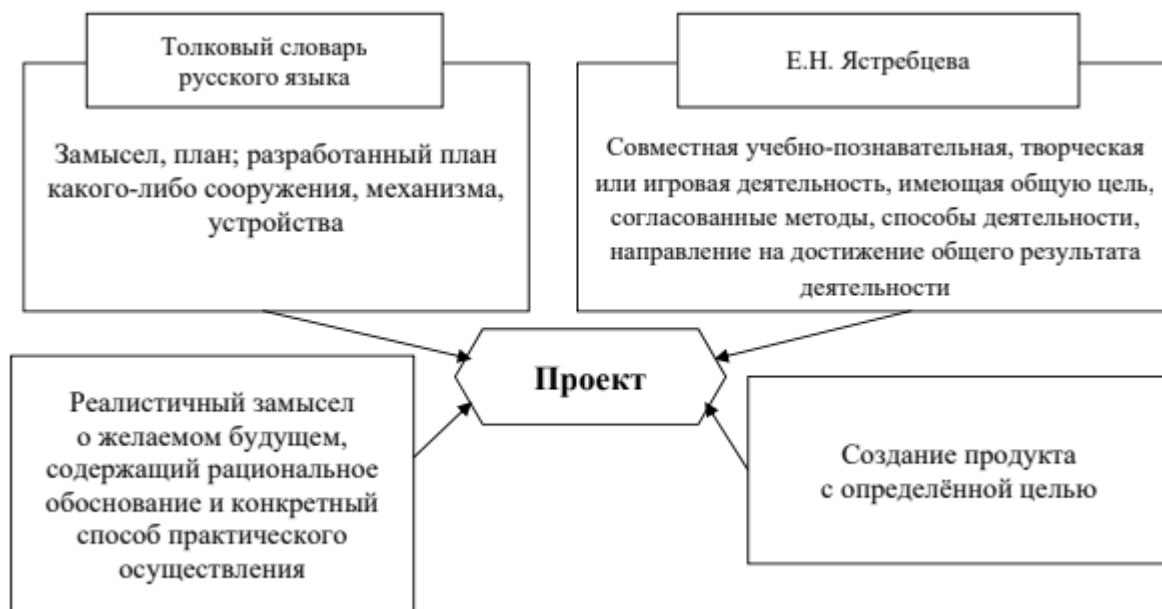 Толковый словарь
русского языка
Замысел, план; разработанный план
какого-либо сооружения, механизма,
устройства
Е.Н. Ястребцева
Совместная учебно-познавательная, творческая
или игровая деятельность, имеющая общую цель,
согласованные методы, способы деятельности,
направление на достижение общего результата
деятельности
Проект
Реалистичный замысел
о желаемом будущем,
содержащий рациональное
обоснование и конкретный
способ практического
осуществления
Создание продукта
с определённой целью